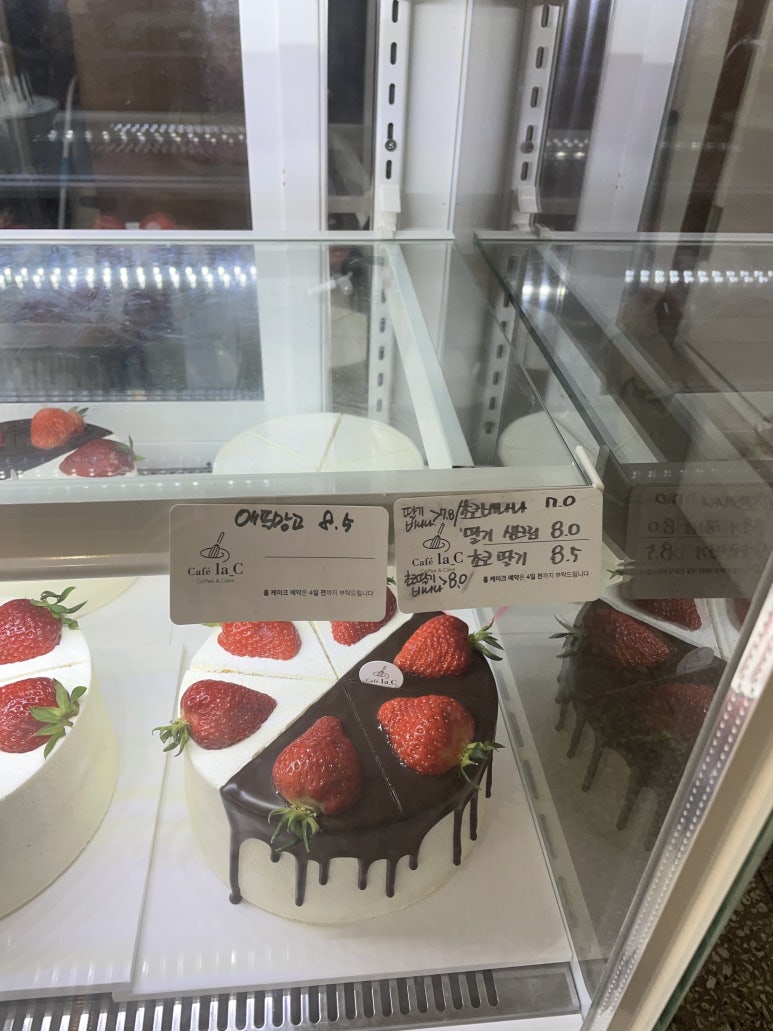 애플망고 8.5
Café la C
Coffee & Cake
홀 케이크 예약은 4일 전까지 부탁드립니다
딸기
바나나 >7.8/초코바나나 7.0
딸기 생크림 8.0
Café la C
초코 딸기 8.5
Coffee & Cake
초코딸기
바나나 >8.0
홀 케이크 예약은 4일 전까지 부탁드립니다
Café la C